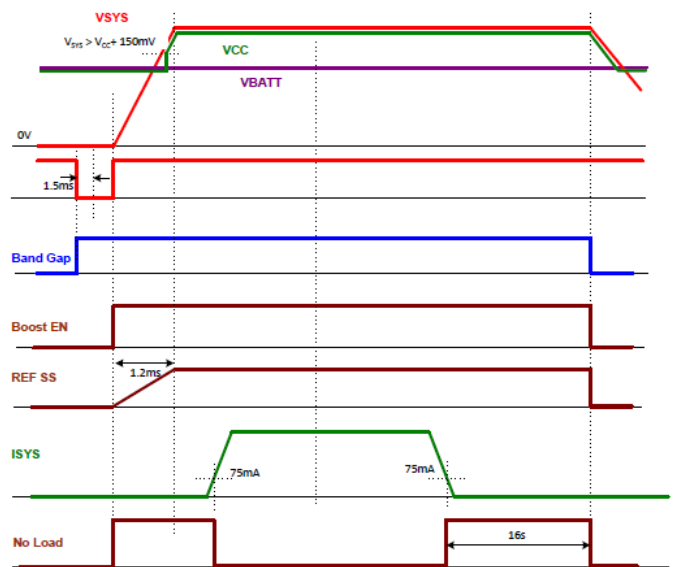 VSYS
VSYS > VCC+ 150mV
VCC
VBATT
0V
1.5ms
Band Gap
Boost EN
1.2ms
REF SS
ISYS
75mA
75mA
No Load
16s